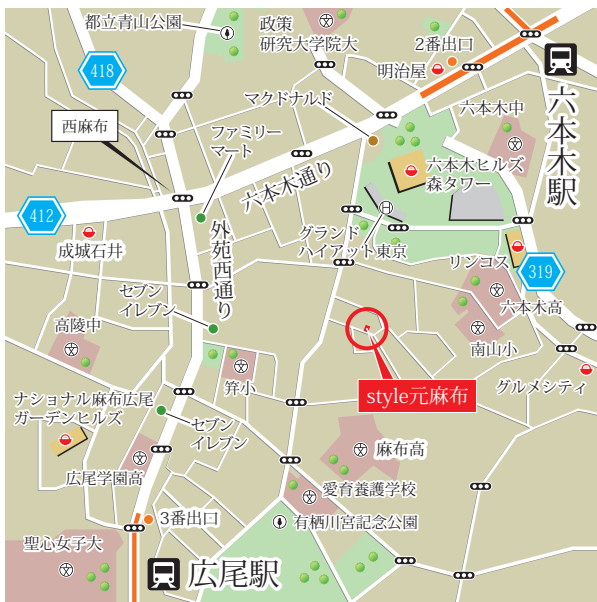 都立青山公園
政策
研究大学院大
2番出口
明治屋
418
マクドナルド
六本木駅
六本木中
西麻布
ファミリー
マート
六本木通り
六本木ヒルズ
森タワー
412
成城石井
外苑西通り
グランド
ハイアット東京
リンコス
319
セブン
イレブン
六本木高
高陵中
南山小
笄小
style元麻布
グルメシティ
ナショナル麻布広尾
ガーデンヒルズ
セブン
イレブン
麻布高
広尾学園高
愛育養護学校
3番出口
有栖川宮記念公園
聖心女子大
広尾駅